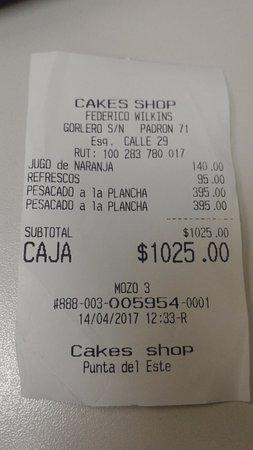 CAKES SHOP
FEDERICO WILKINS
GORLERO S/N PADRON 71
Esq. CALLE 29
RUT: 100 283 780 017
JUGO de NARANJA 140.00
REFRESCOS 95.00
PESACADO a la PLANCHA 395.00
PESACADO a la PLANCHA 395.00
SUBTOTAL $1025.00
CAJA $1025.00
MOZO 3
#888-003-005954-0001
14/04/2017 12:33-R
Cakes shop
Punta del Este